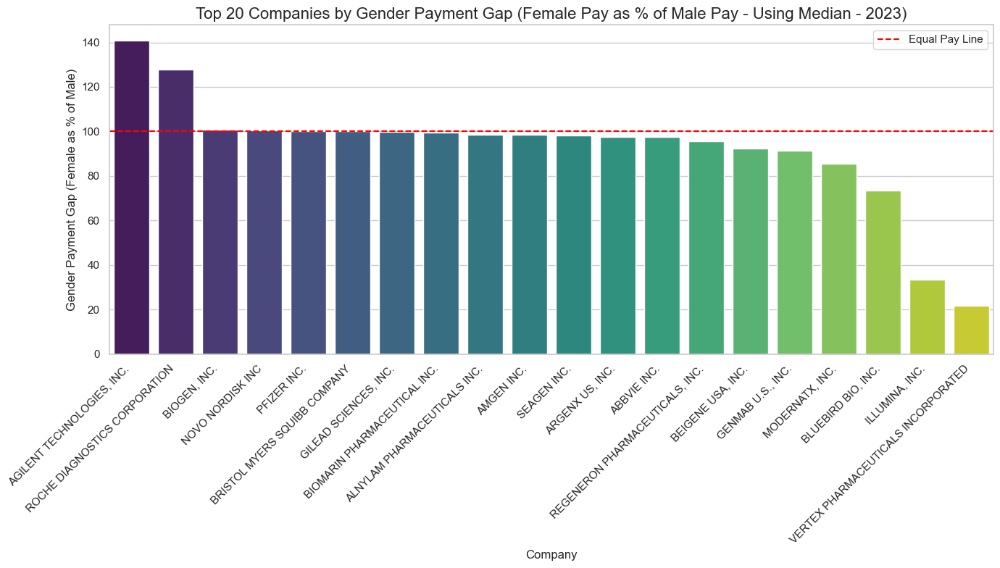 Top 20 Companies by Gender Payment Gap (Female Pay as % of Male Pay - Using Median - 2023)
Equal Pay Line
Gender Payment Gap (Female as % of Male)
140
120
100
80
60
40
20
0
AGILENT TECHNOLOGIES, INC.
ROCHE DIAGNOSTICS CORPORATION
BIOGEN, INC.
NOVO NORDISK INC
PFIZER INC.
BRISTOL MYERS SQUIBB COMPANY
GILEAD SCIENCES, INC.
BIOMARIN PHARMACEUTICAL INC.
ALNYLAM PHARMACEUTICALS INC.
AMGEN INC.
SEAGEN INC.
ARGENX US, INC.
ABBVIE INC.
REGENERON PHARMACEUTICALS, INC.
BEIGENE USA, INC.
GENMAB U.S., INC.
MODERNATX, INC.
BLUEBIRD BIO, INC.
ILLUMINA, INC.
VERTEX PHARMACEUTICALS INCORPORATED
Company